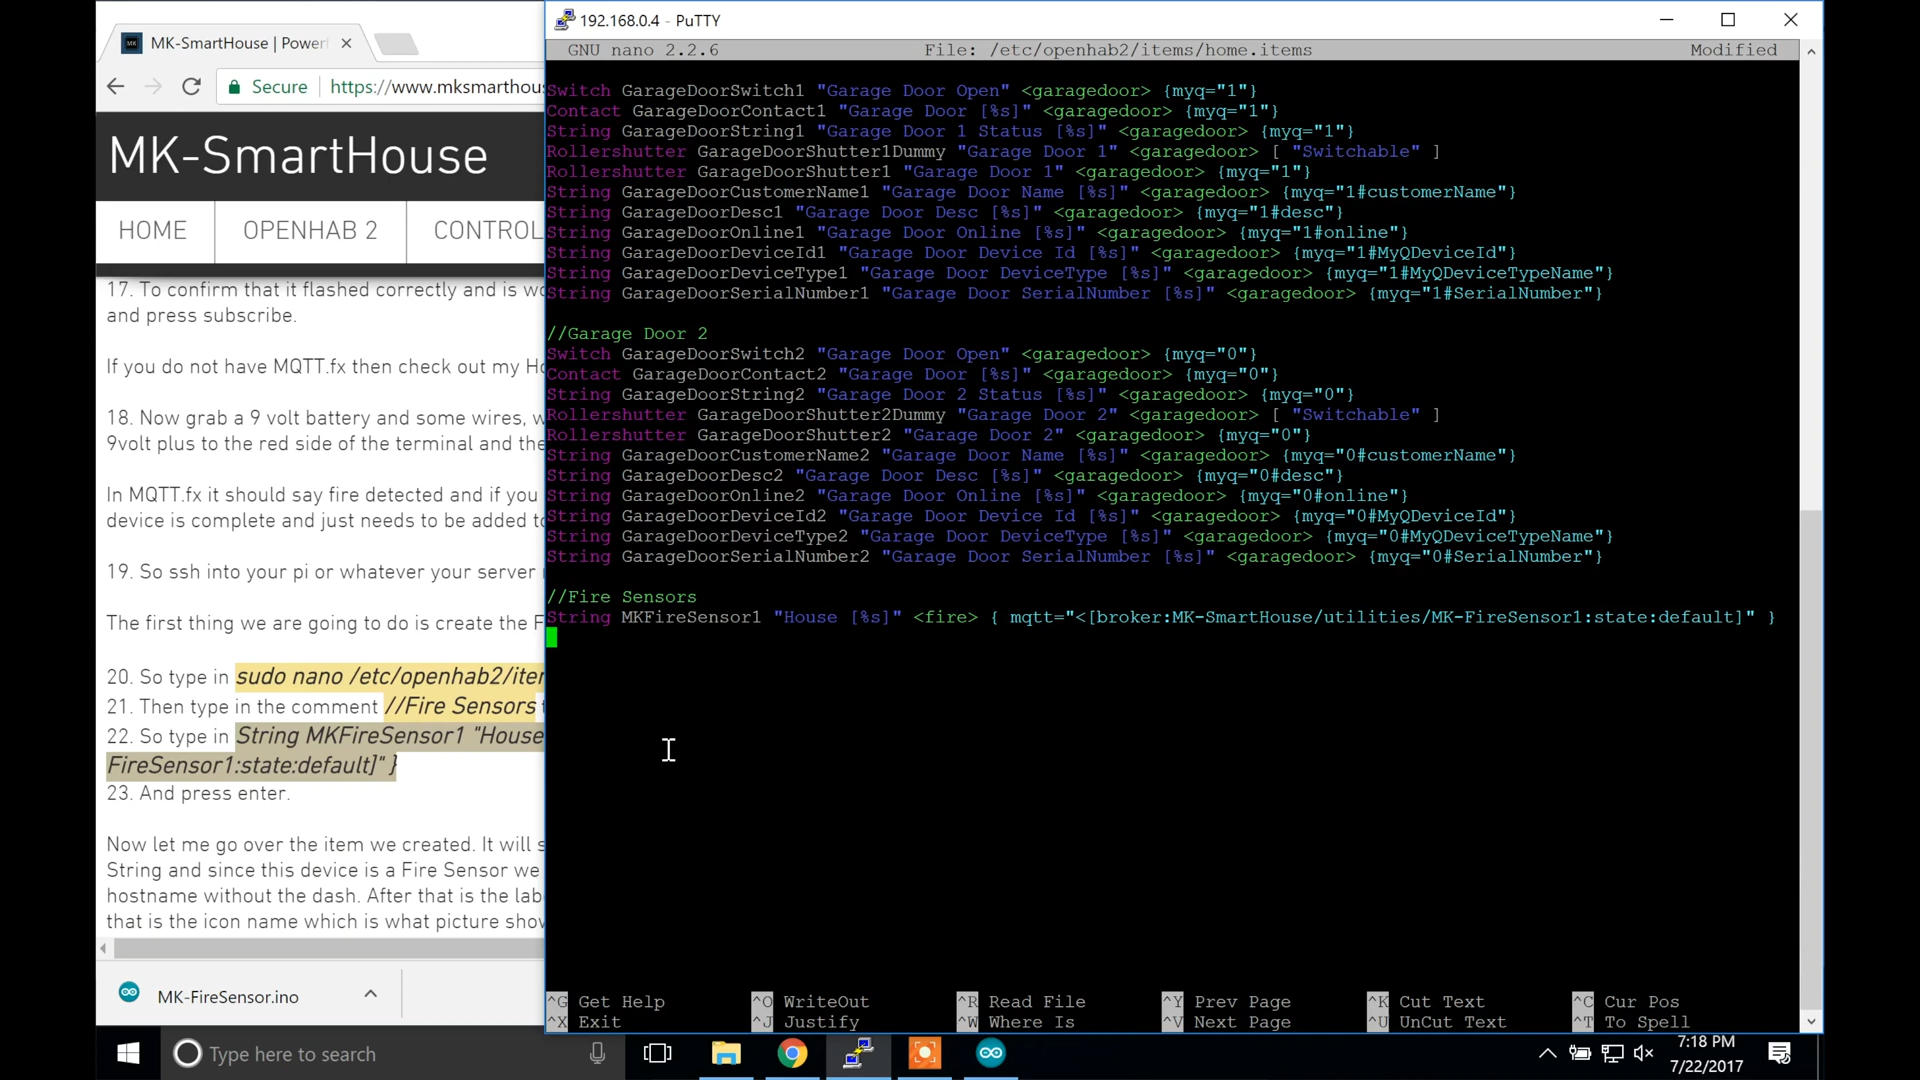 MK-SmartHouse | Powerf
Secure
https://www.mksmarthous
MK-SmartHouse
HOME
OPENHAB 2
CONTROL
17. To confirm that it flashed correctly and is wo
and press subscribe.
If you do not have MQTT.fx then check out my Ho
18. Now grab a 9 volt battery and some wires, w
9volt plus to the red side of the terminal and the
In MQTT.fx it should say fire detected and if you
device is complete and just needs to be added to
19. So ssh into your pi or whatever your server
The first thing we are going to do is create the F
20. So type in sudo nano /etc/openhab2/iter
21. Then type in the comment //Fire Sensors t
22. So type in String MKFireSensor1 "House
FireSensor1:state:default]" }
23. And press enter.
Now let me go over the item we created. It will s
String and since this device is a Fire Sensor we
hostname without the dash. After that is the lab
that is the icon name which is what picture show
MK-FireSensor.ino
192.168.0.4 - PuTTY
GNU nano 2.2.6 File: /etc/openhab2/items/home.items Modified
Switch GarageDoorSwitch1 "Garage Door Open" <garagedoor> {myq="1"}
Contact GarageDoorContact1 "Garage Door [%s]" <garagedoor> {myq="1"}
String GarageDoorString1 "Garage Door 1 Status [%s]" <garagedoor> {myq="1"}
Rollershutter GarageDoorShutter1Dummy "Garage Door 1" <garagedoor> [ "Switchable" ]
Rollershutter GarageDoorShutter1 "Garage Door 1" <garagedoor> {myq="1"}
String GarageDoorCustomerName1 "Garage Door Name [%s]" <garagedoor> {myq="1#customerName"}
String GarageDoorDesc1 "Garage Door Desc [%s]" <garagedoor> {myq="1#desc"}
String GarageDoorOnline1 "Garage Door Online [%s]" <garagedoor> {myq="1#online"}
String GarageDoorDeviceId1 "Garage Door Device Id [%s]" <garagedoor> {myq="1#MyQDeviceId"}
String GarageDoorDeviceType1 "Garage Door DeviceType [%s]" <garagedoor> {myq="1#MyQDeviceTypeName"}
String GarageDoorSerialNumber1 "Garage Door SerialNumber [%s]" <garagedoor> {myq="1#SerialNumber"}
//Garage Door 2
Switch GarageDoorSwitch2 "Garage Door Open" <garagedoor> {myq="0"}
Contact GarageDoorContact2 "Garage Door [%s]" <garagedoor> {myq="0"}
String GarageDoorString2 "Garage Door 2 Status [%s]" <garagedoor> {myq="0"}
Rollershutter GarageDoorShutter2Dummy "Garage Door 2" <garagedoor> [ "Switchable" ]
Rollershutter GarageDoorShutter2 "Garage Door 2" <garagedoor> {myq="0"}
String GarageDoorCustomerName2 "Garage Door Name [%s]" <garagedoor> {myq="0#customerName"}
String GarageDoorDesc2 "Garage Door Desc [%s]" <garagedoor> {myq="0#desc"}
String GarageDoorOnline2 "Garage Door Online [%s]" <garagedoor> {myq="0#online"}
String GarageDoorDeviceId2 "Garage Door Device Id [%s]" <garagedoor> {myq="0#MyQDeviceId"}
String GarageDoorDeviceType2 "Garage Door DeviceType [%s]" <garagedoor> {myq="0#MyQDeviceTypeName"}
String GarageDoorSerialNumber2 "Garage Door SerialNumber [%s]" <garagedoor> {myq="0#SerialNumber"}
//Fire Sensors
String MKFireSensor1 "House [%s]" <fire> { mqtt="<[broker:MK-SmartHouse/utilities/MK-FireSensor1:state:default]" }
^G Get Help ^O WriteOut ^R Read File ^Y Prev Page ^K Cut Text ^C Cur Pos
^X Exit ^J Justify ^W Where Is ^V Next Page ^U UnCut Text ^T To Spell
Type here to search
7:18 PM
7/22/2017